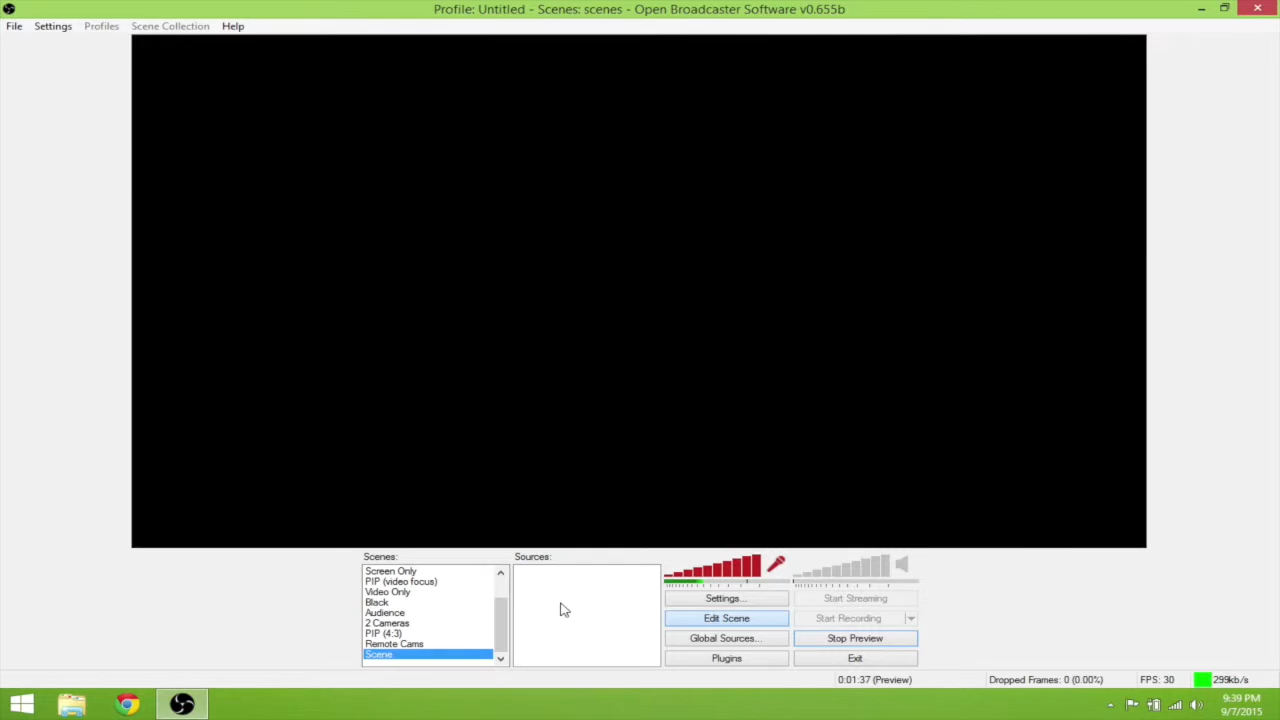 Profile: Untitled - Scenes: scenes - Open Broadcaster Software v0.655b
File Settings Profiles Scene Collection Help
Scenes:
Screen Only
PIP (video focus)
Video Only
Black
Audience
2 Cameras
PIP (4:3)
Remote Cams
Scene
Sources:
Settings...
Start Streaming
Edit Scene
Start Recording
Global Sources...
Stop Preview
Plugins
Exit
0:01:37 (Preview)
Dropped Frames: 0 (0.00%)
FPS: 30
299kb/s
9:39 PM
9/7/2015